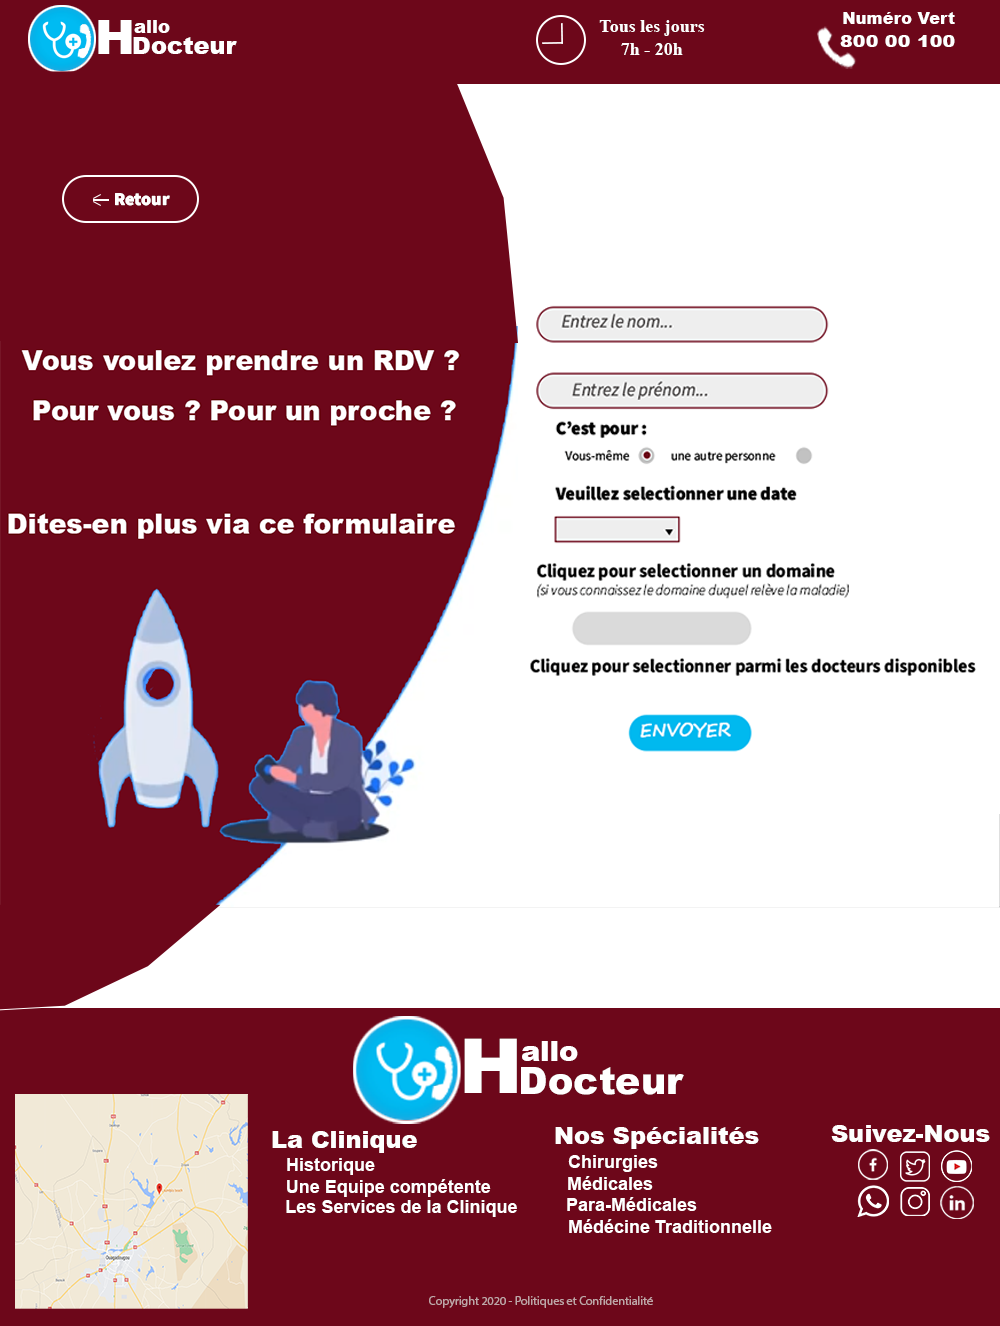 Hallo
Docteur
Tous les jours
7h - 20h
Numéro Vert
800 00 100
Retour
Vous voulez prendre un RDV ?
Pour vous ? Pour un proche ?
Dites-en plus via ce formulaire
Entrez le nom...
Entrez le prénom...
C'est pour :
Vous-même une autre personne
Veuillez selectionner une date
Cliquez pour selectionner un domaine
(si vous connaissez le domaine duquel relève la maladie)
Cliquez pour selectionner parmi les docteurs disponibles
ENVOYER
Hallo
Docteur
La Clinique
Historique
Une Equipe compétente
Les Services de la Clinique
Nos Spécialités
Chirurgies
Médicales
Para-Médicales
Médécine Traditionnelle
Suivez-Nous
Ouagadougou
Copyright 2020 - Politiques et Confidentialité